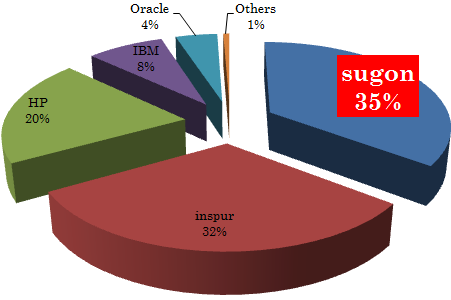 Oracle
4%
Others
1%
IBM
8%
sugon
35%
HP
20%
inspur
32%